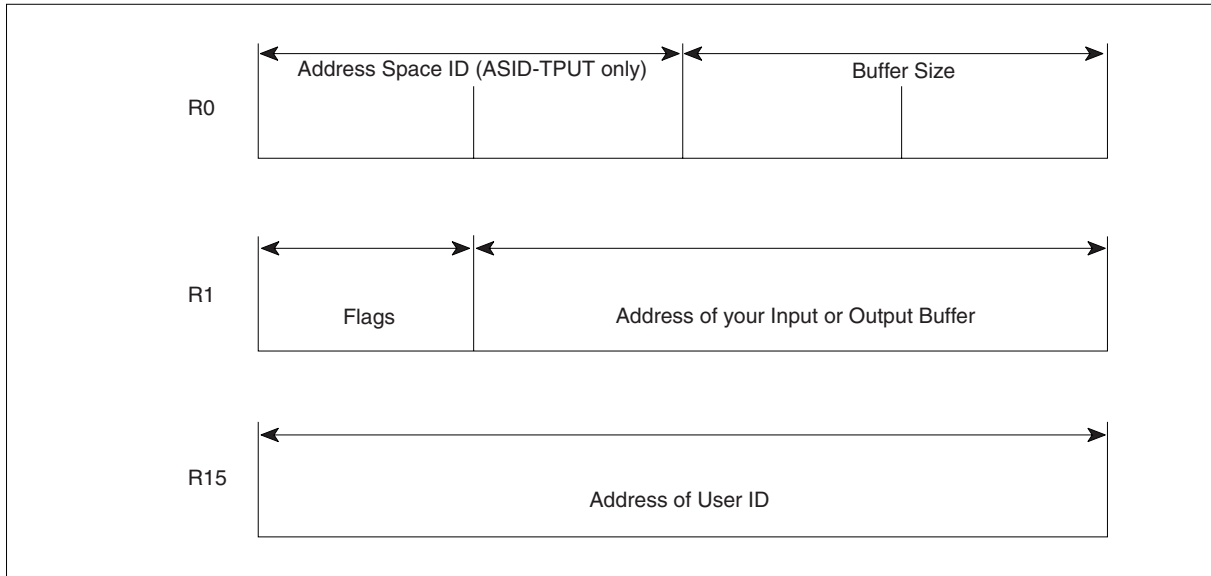 Address Space ID (ASID-TPUT only)
Buffer Size
R0
R1
Flags
Address of your Input or Output Buffer
R15
Address of User ID